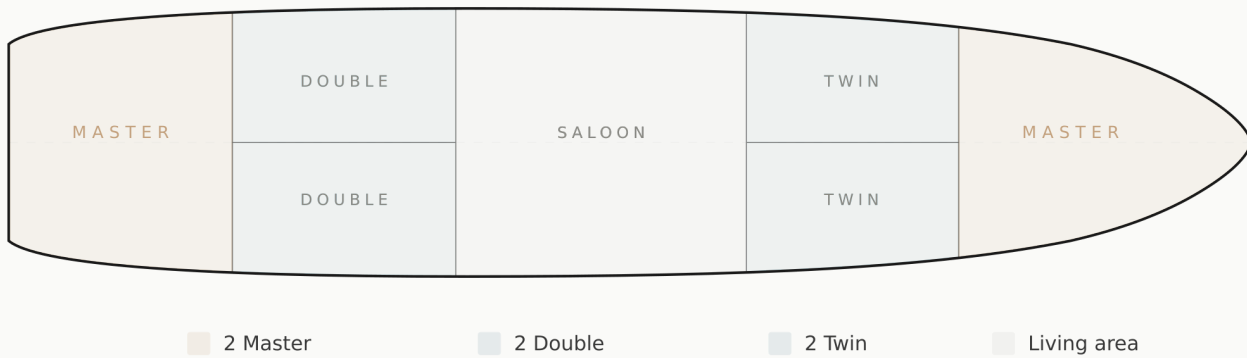 DOUBLE
TWIN
MASTER
SALOON
MASTER
DOUBLE
TWIN
2 Master
2 Double
2 Twin
Living area